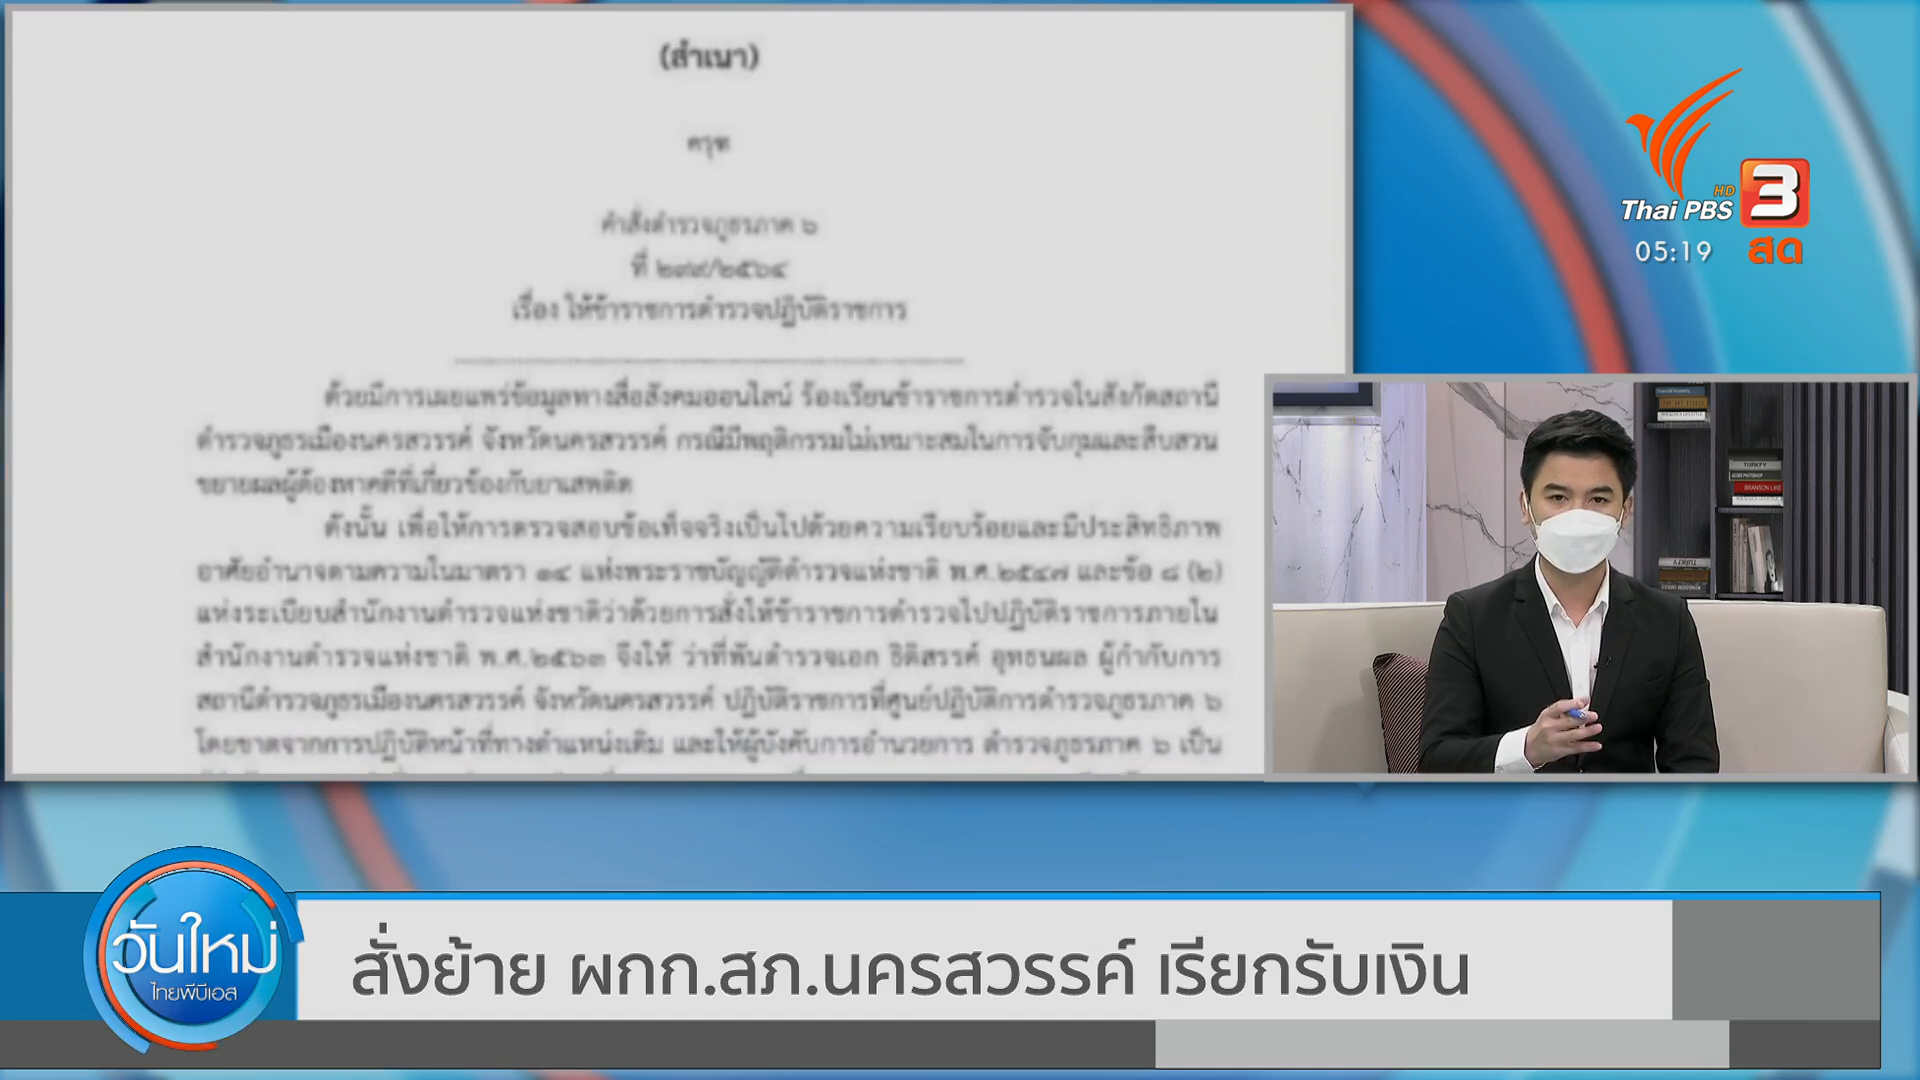 (สำเนา)
ครุฑ
คำสั่งตำรวจภูธรภาค ๖
ที่ ๒๗๙/๒๕๖๔
เรื่อง ให้ข้าราชการตำรวจปฏิบัติราชการ
ด้วยมีการเผยแพร่ข้อมูลทางสื่อสังคมออนไลน์ ร้องเรียนข้าราชการตำรวจในสังกัดสถานี
ตำรวจภูธรเมืองนครสวรรค์ จังหวัดนครสวรรค์ กรณีมีพฤติกรรมไม่เหมาะสมในการจับกุมและสืบสวน
ขยายผลผู้ต้องหาคดีที่เกี่ยวข้องกับยาเสพติด
ดังนั้น เพื่อให้การตรวจสอบข้อเท็จจริงเป็นไปด้วยความเรียบร้อยและมีประสิทธิภาพ
อาศัยอำนาจตามความในมาตรา ๑๔ แห่งพระราชบัญญัติตำรวจแห่งชาติ พ.ศ.๒๕๔๗ และข้อ ๘ (๒)
แห่งระเบียบสำนักงานตำรวจแห่งชาติว่าด้วยการสั่งให้ข้าราชการตำรวจไปปฏิบัติราชการภายใน
สำนักงานตำรวจแห่งชาติ พ.ศ.๒๕๖๓ จึงให้ ว่าที่พันตำรวจเอก ธิติสรรค์ อุทธนผล ผู้กำกับการ
สถานีตำรวจภูธรเมืองนครสวรรค์ จังหวัดนครสวรรค์ ปฏิบัติราชการที่ศูนย์ปฏิบัติการตำรวจภูธรภาค ๖
โดยขาดจากการปฏิบัติหน้าที่ทางตำแหน่งเดิม และให้ผู้บังคับการอำนวยการ ตำรวจภูธรภาค ๖ เป็น
HD
Thai PBS 3
05:19 สด
TURKEY
BRANSON LIKE
วันใหม่
ไทยพีบีเอส
สั่งย้าย ผกก.สภ.นครสวรรค์ เรียกรับเงิน